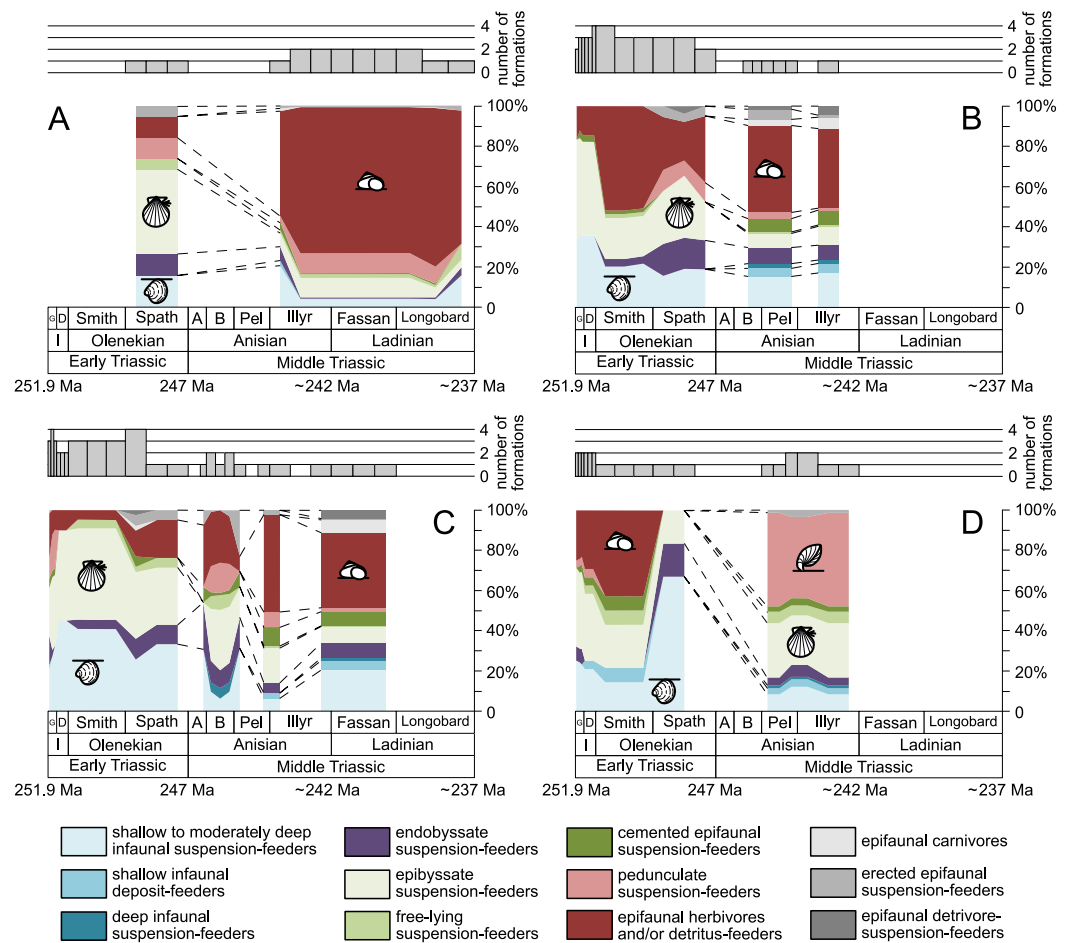 4
2
0
number of
formations
A
100%
80%
60%
40%
20%
0
G D Smith Spath A B Pel Illyr Fassan Longobard
I Olenekian Anisian Ladinian
Early Triassic Middle Triassic
251.9 Ma 247 Ma ~242 Ma ~237 Ma
4
2
0
number of
formations
B
100%
80%
60%
40%
20%
0
G D Smith Spath A B Pel Illyr Fassan Longobard
I Olenekian Anisian Ladinian
Early Triassic Middle Triassic
251.9 Ma 247 Ma ~242 Ma ~237 Ma
4
2
0
number of
formations
C
100%
80%
60%
40%
20%
0
G D Smith Spath A B Pel Illyr Fassan Longobard
I Olenekian Anisian Ladinian
Early Triassic Middle Triassic
251.9 Ma 247 Ma ~242 Ma ~237 Ma
4
2
0
number of
formations
D
100%
80%
60%
40%
20%
0
G D Smith Spath A B Pel Illyr Fassan Longobard
I Olenekian Anisian Ladinian
Early Triassic Middle Triassic
251.9 Ma 247 Ma ~242 Ma ~237 Ma
shallow to moderately deep
infaunal suspension-feeders
shallow infaunal
deposit-feeders
deep infaunal
suspension-feeders
endobyssate
suspension-feeders
epibyssate
suspension-feeders
free-lying
suspension-feeders
cemented epifaunal
suspension-feeders
pedunculate
suspension-feeders
epifaunal herbivores
and/or detritus-feeders
epifaunal carnivores
erected epifaunal
suspension-feeders
epifaunal detrivore-
suspension-feeders